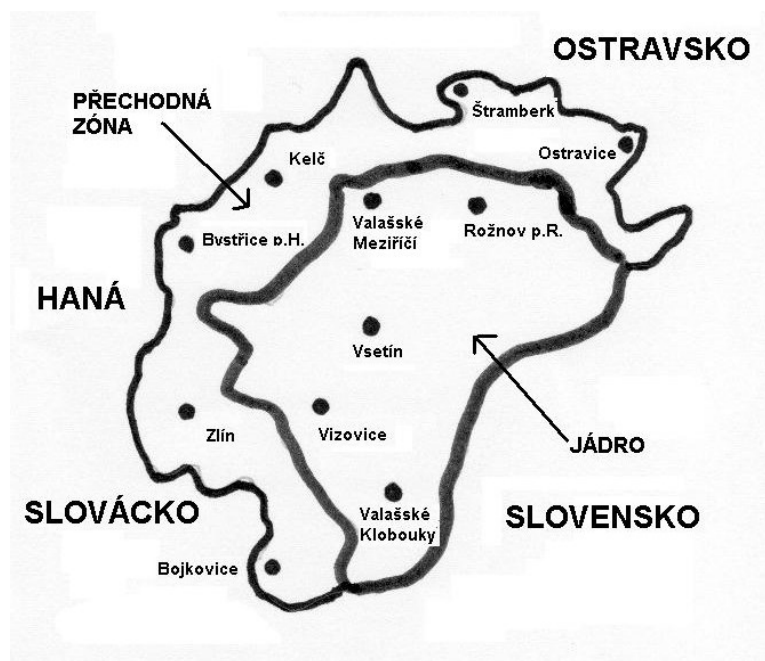 OSTRAVSKO
PŘECHODNÁ
ZÓNA
Štramberk
Kelč
Ostravice
Valašské
Meziříčí
Rožnov p.R.
Bystřice p.H.
HANÁ
Vsetín
Zlín
Vizovice
JÁDRO
SLOVÁCKO
Valašské
Klobouky
SLOVENSKO
Bojkovice